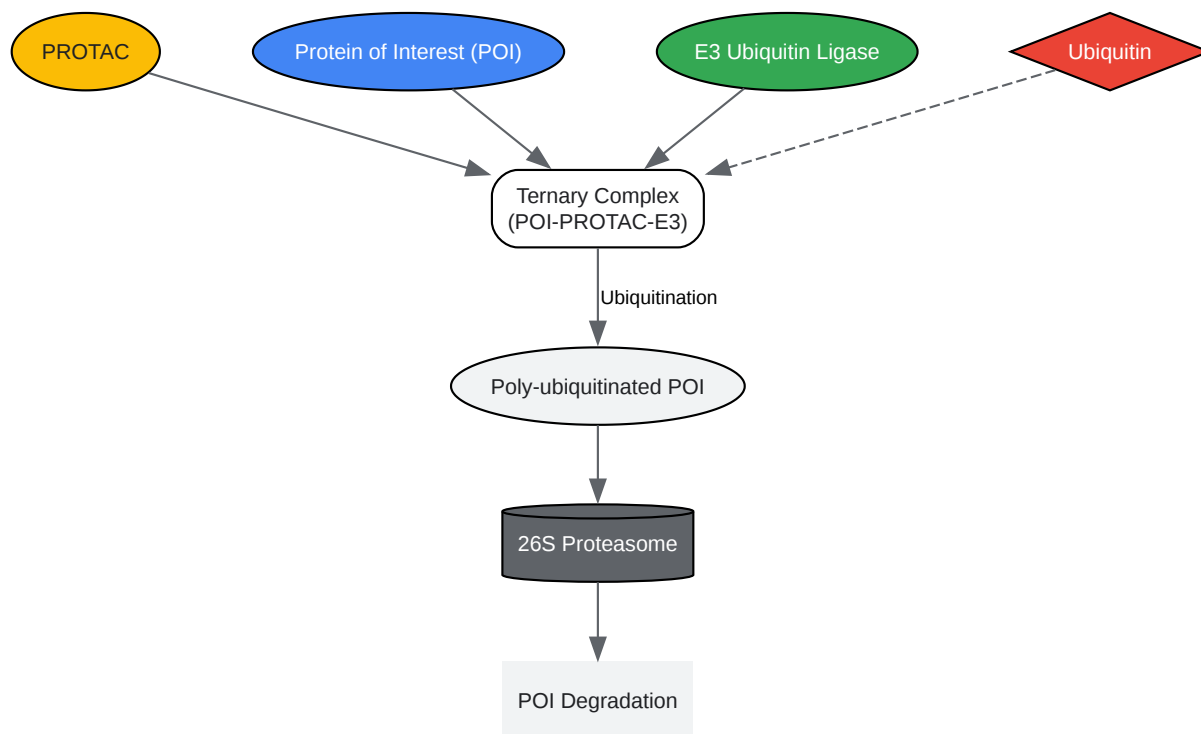 PROTAC
Protein of Interest (POI)
E3 Ubiquitin Ligase
Ubiquitin
Ternary Complex
(POI-PROTAC-E3)
Ubiquitination
Poly-ubiquitinated POI
26S Proteasome
POI Degradation